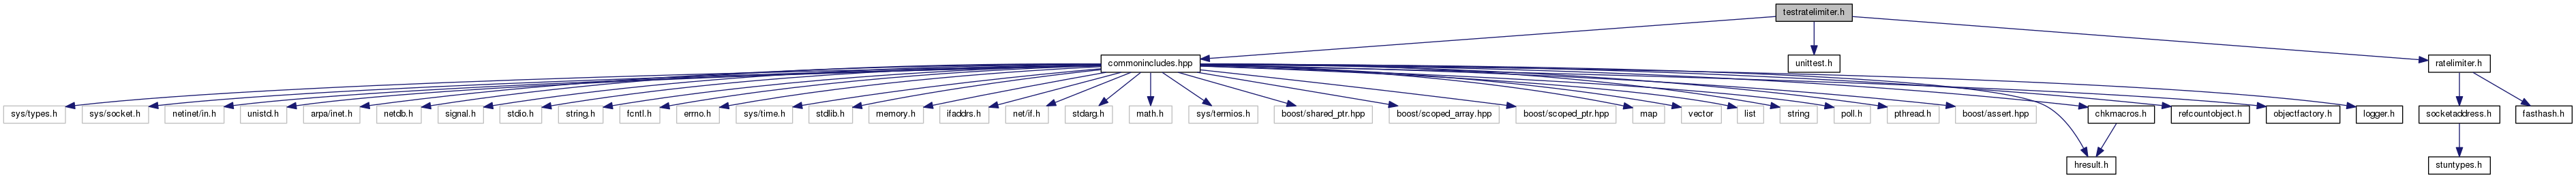 testratelimiter.h
commonincludes.hpp
unittest.h
ratelimiter.h
sys/types.h
sys/socket.h
netinet/in.h
unistd.h
arpa/inet.h
netdb.h
signal.h
stdio.h
string.h
fcntl.h
errno.h
sys/time.h
stdlib.h
memory.h
ifaddrs.h
net/if.h
stdarg.h
math.h
sys/termios.h
boost/shared_ptr.hpp
boost/scoped_array.hpp
boost/scoped_ptr.hpp
map
vector
list
string
poll.h
pthread.h
boost/assert.hpp
chkmacros.h
refcountobject.h
objectfactory.h
logger.h
socketaddress.h
fasthash.h
hresult.h
stuntypes.h